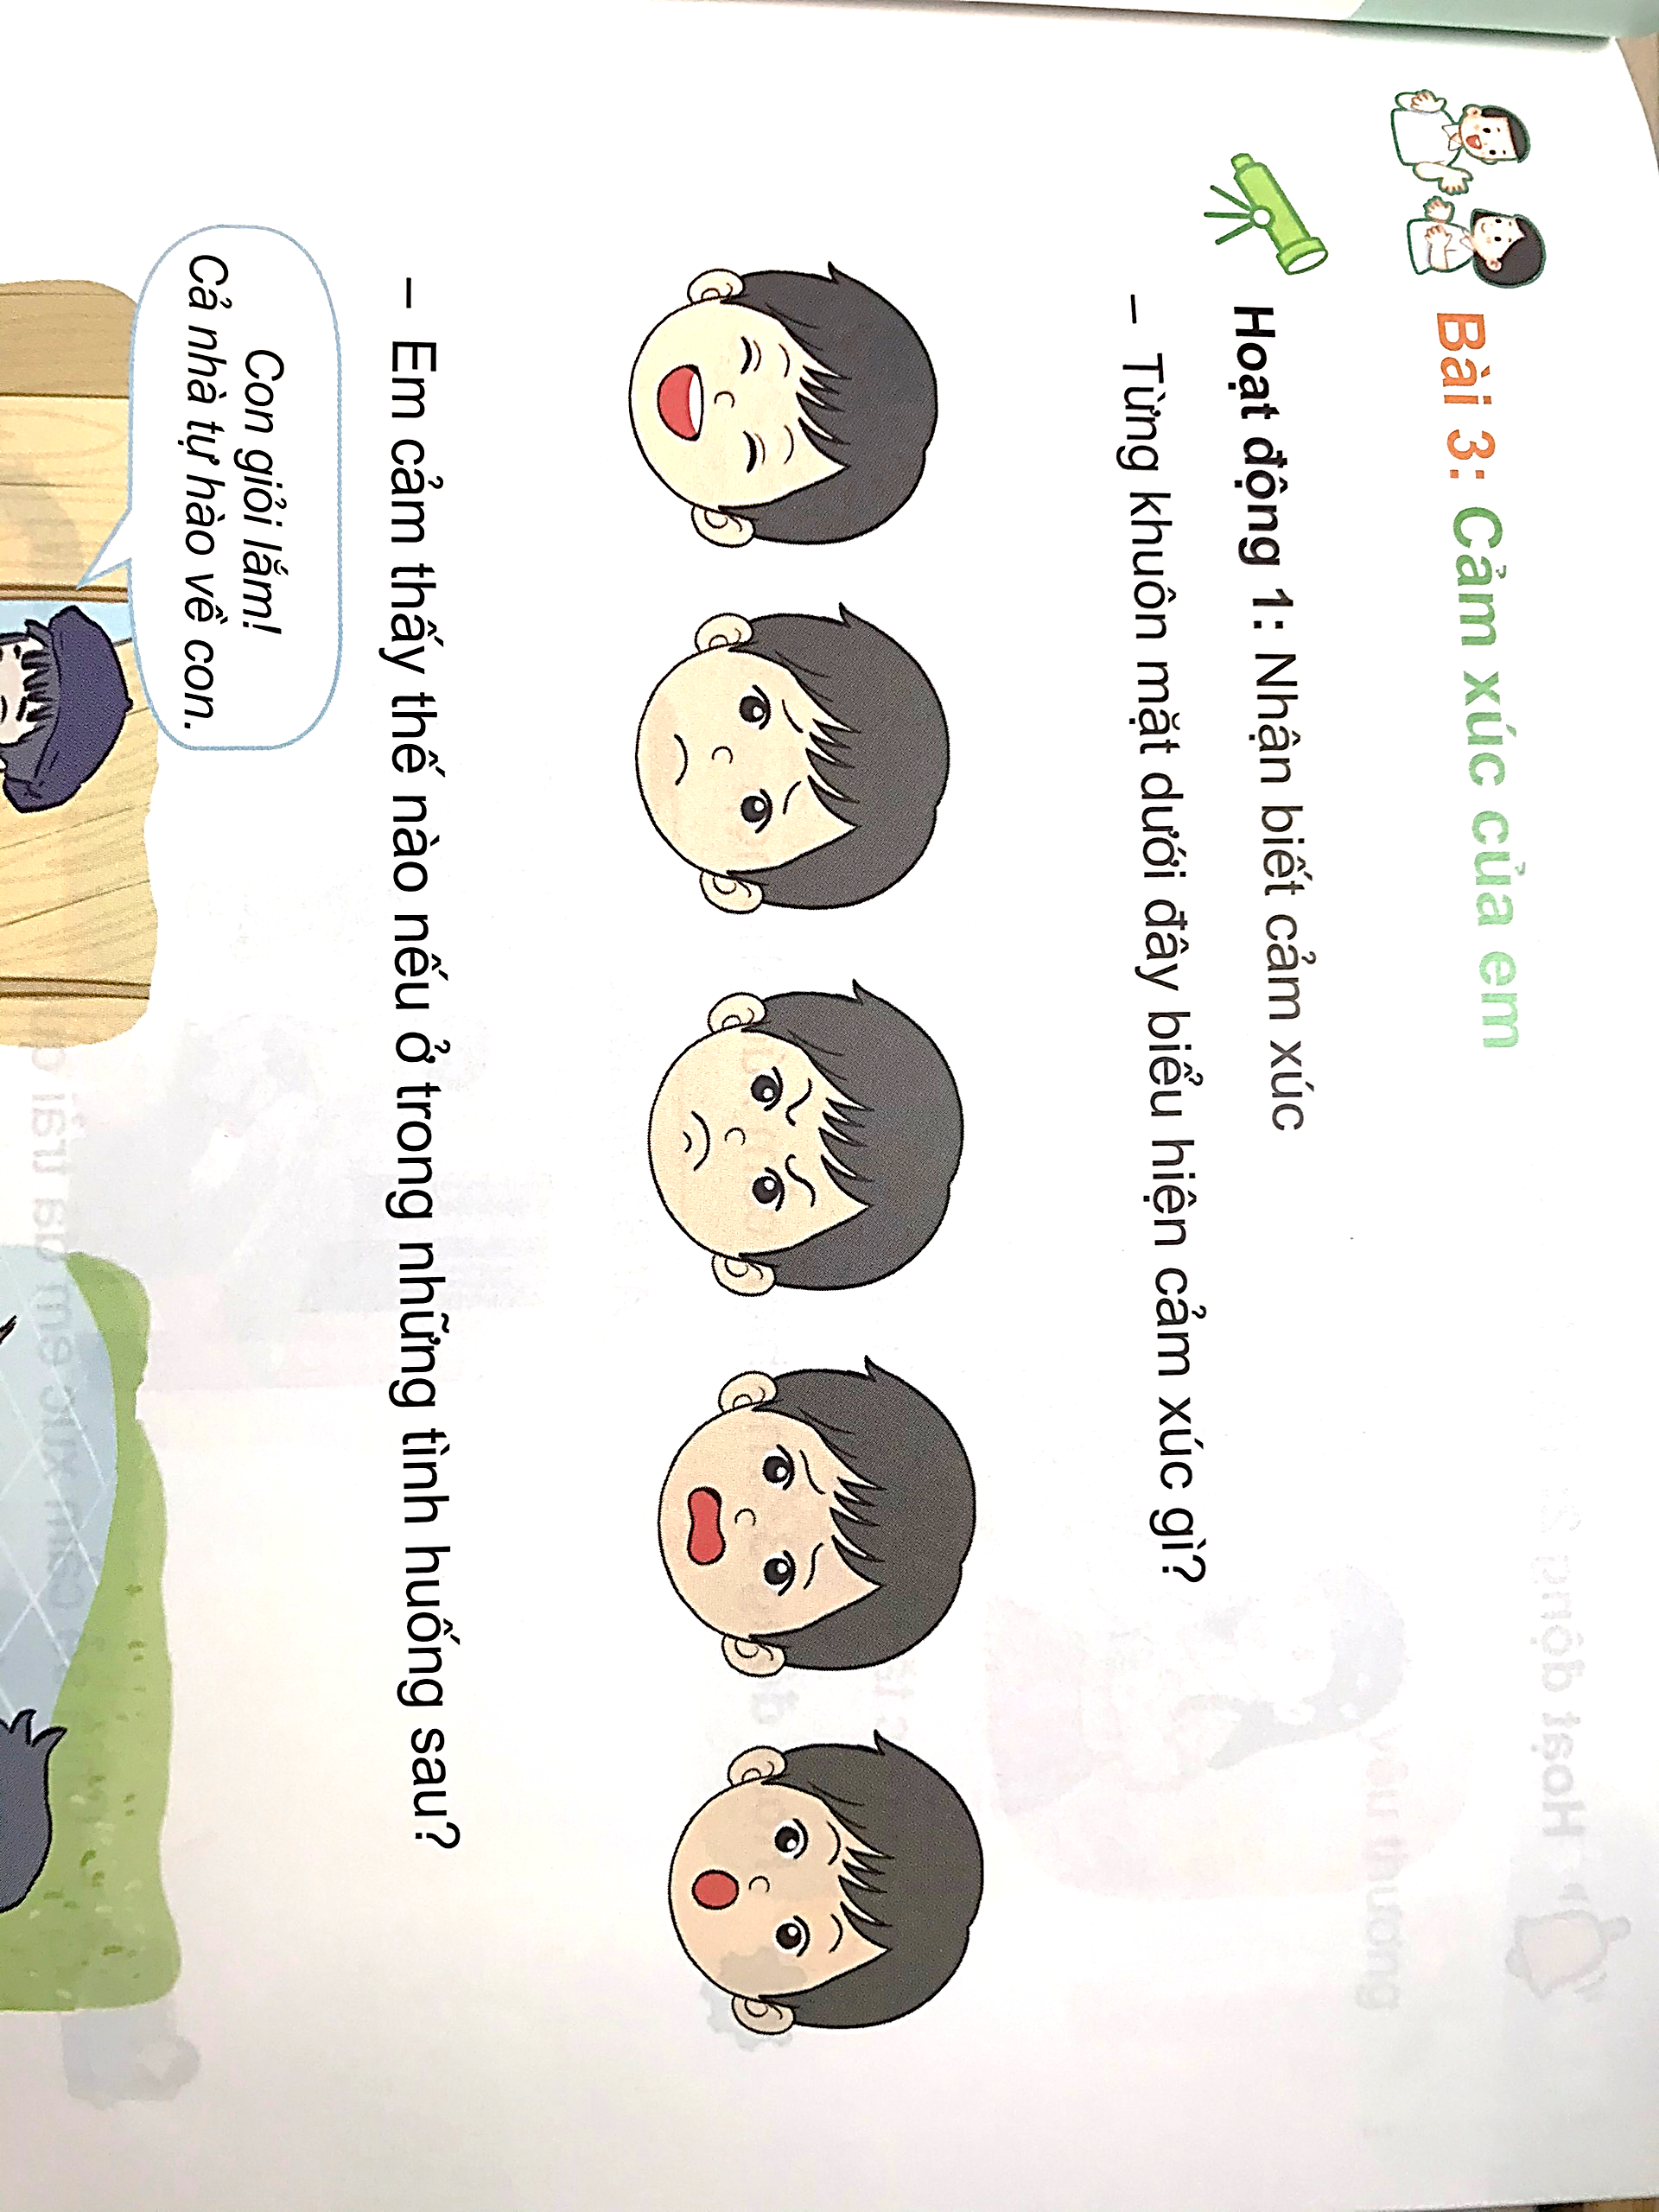 Bài 3: Cảm xúc của em
Hoạt động 1: Nhận biết cảm xúc
– Từng khuôn mặt dưới đây biểu hiện cảm xúc gì?
– Em cảm thấy thế nào nếu ở trong những tình huống sau?
Con giỏi lắm!
Cả nhà tự hào về con.